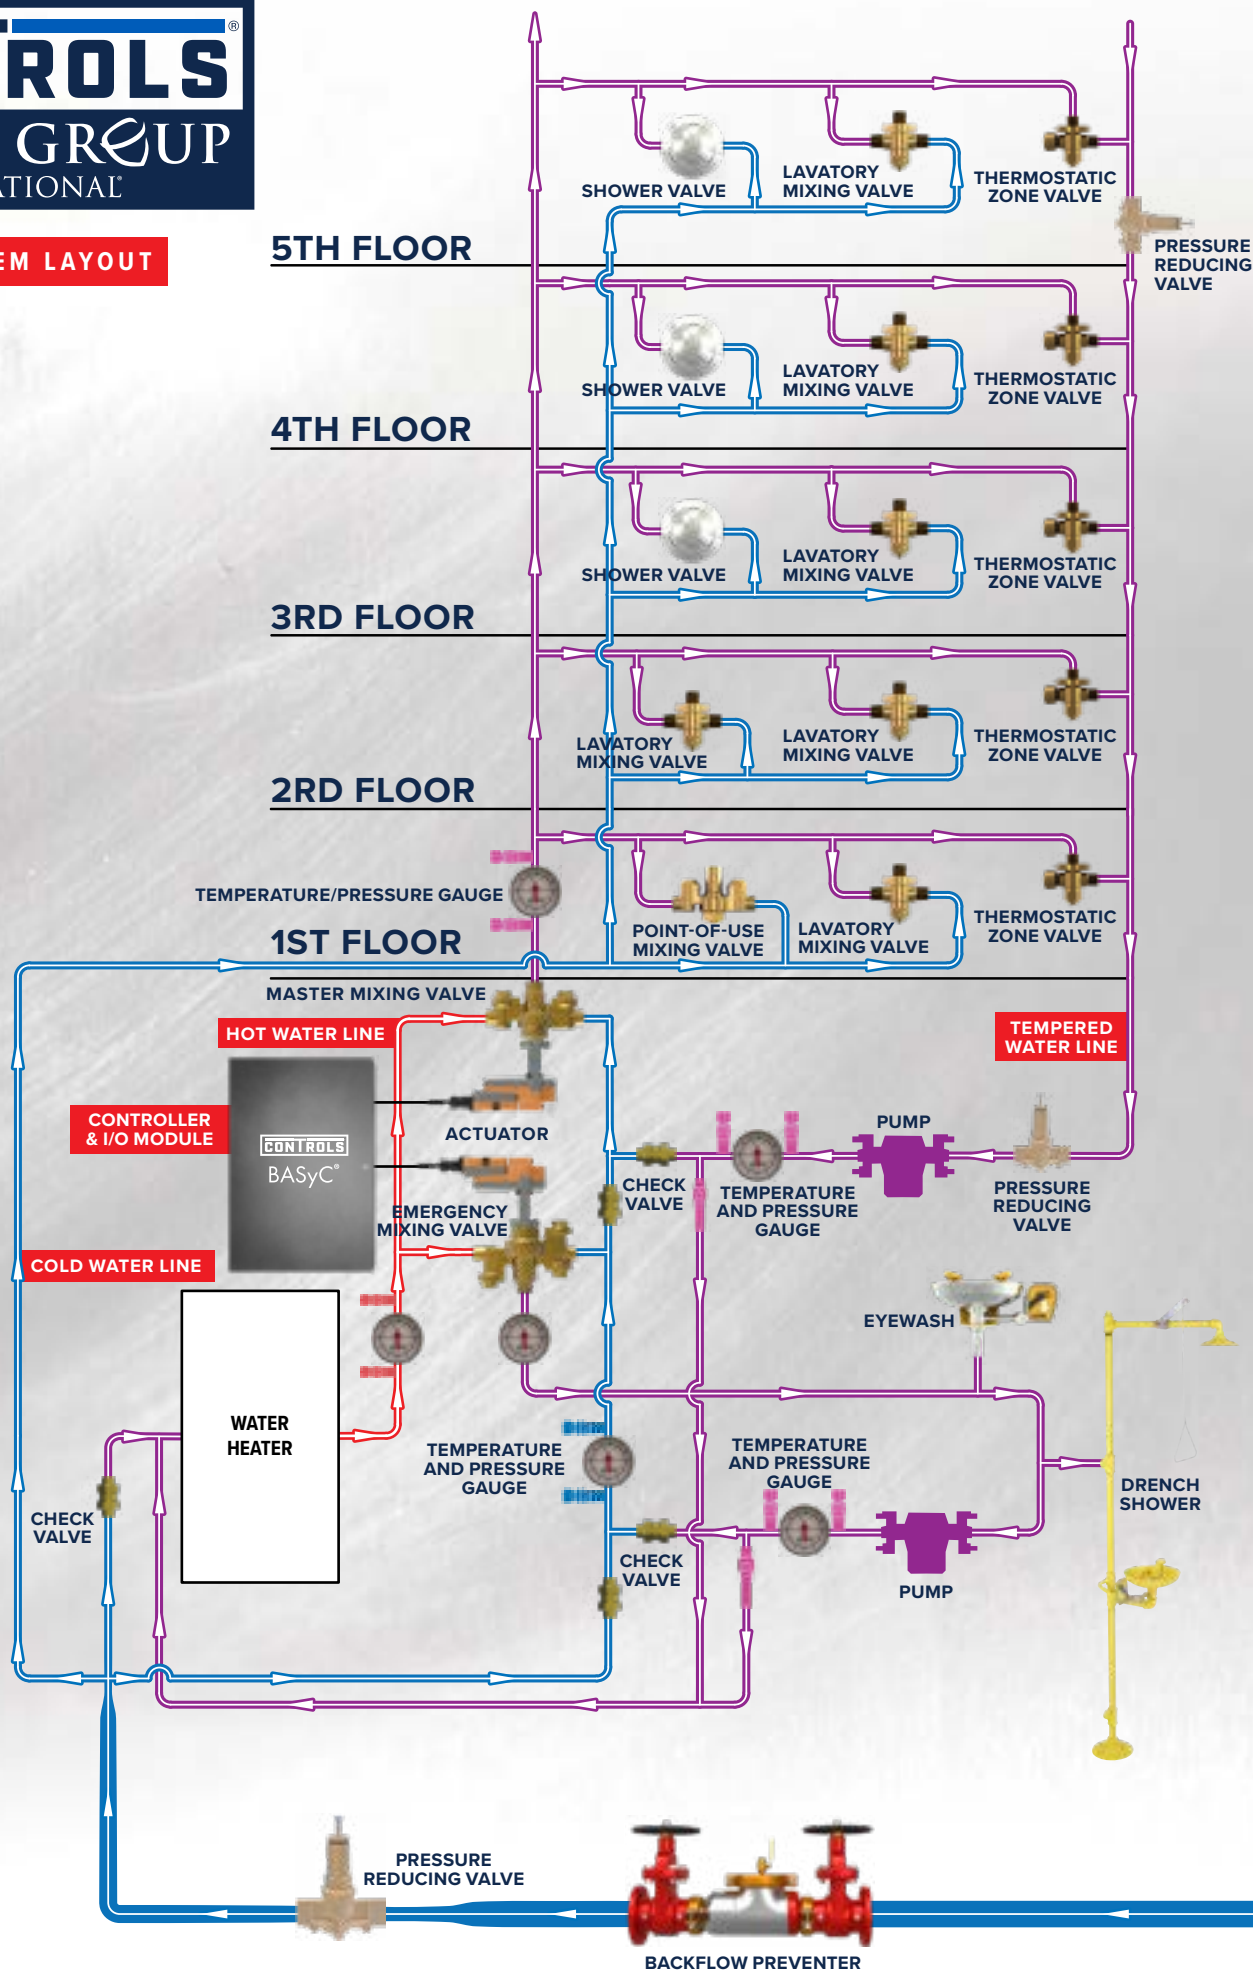 ROLS®
GROUP
ATIONAL®
EM LAYOUT
SHOWER VALVE
LAVATORY
MIXING VALVE
THERMOSTATIC
ZONE VALVE
5TH FLOOR
PRESSURE
REDUCING
VALVE
SHOWER VALVE
LAVATORY
MIXING VALVE
THERMOSTATIC
ZONE VALVE
4TH FLOOR
SHOWER VALVE
LAVATORY
MIXING VALVE
THERMOSTATIC
ZONE VALVE
3RD FLOOR
LAVATORY
MIXING VALVE
LAVATORY
MIXING VALVE
THERMOSTATIC
ZONE VALVE
2RD FLOOR
TEMPERATURE/PRESSURE GAUGE
POINT-OF-USE
MIXING VALVE
LAVATORY
MIXING VALVE
THERMOSTATIC
ZONE VALVE
1ST FLOOR
MASTER MIXING VALVE
HOT WATER LINE
TEMPERED
WATER LINE
CONTROLLER
& I/O MODULE
CONTROLS
BASyC®
ACTUATOR
PUMP
CHECK
VALVE
TEMPERATURE
AND PRESSURE
GAUGE
PRESSURE
REDUCING
VALVE
EMERGENCY
MIXING VALVE
COLD WATER LINE
EYEWASH
WATER
HEATER
TEMPERATURE
AND PRESSURE
GAUGE
TEMPERATURE
AND PRESSURE
GAUGE
DRENCH
SHOWER
CHECK
VALVE
CHECK
VALVE
PUMP
PRESSURE
REDUCING VALVE
BACKFLOW PREVENTER